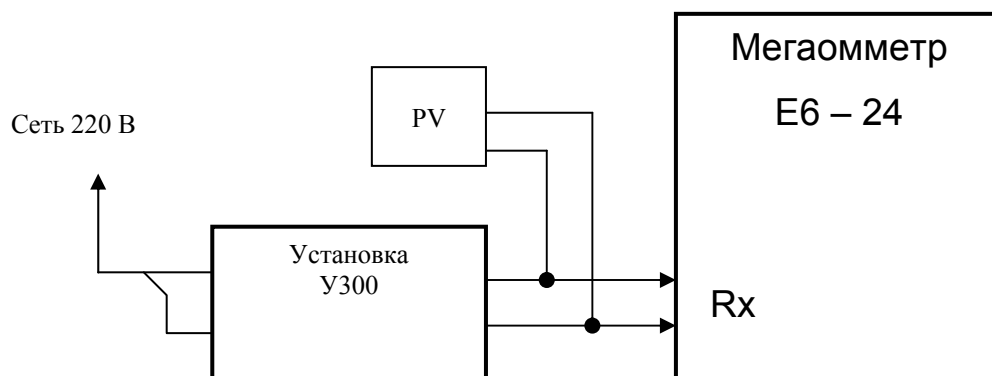 Мегаомметр
Е6 – 24
PV
Сеть 220 В
Установка
У300
Rx